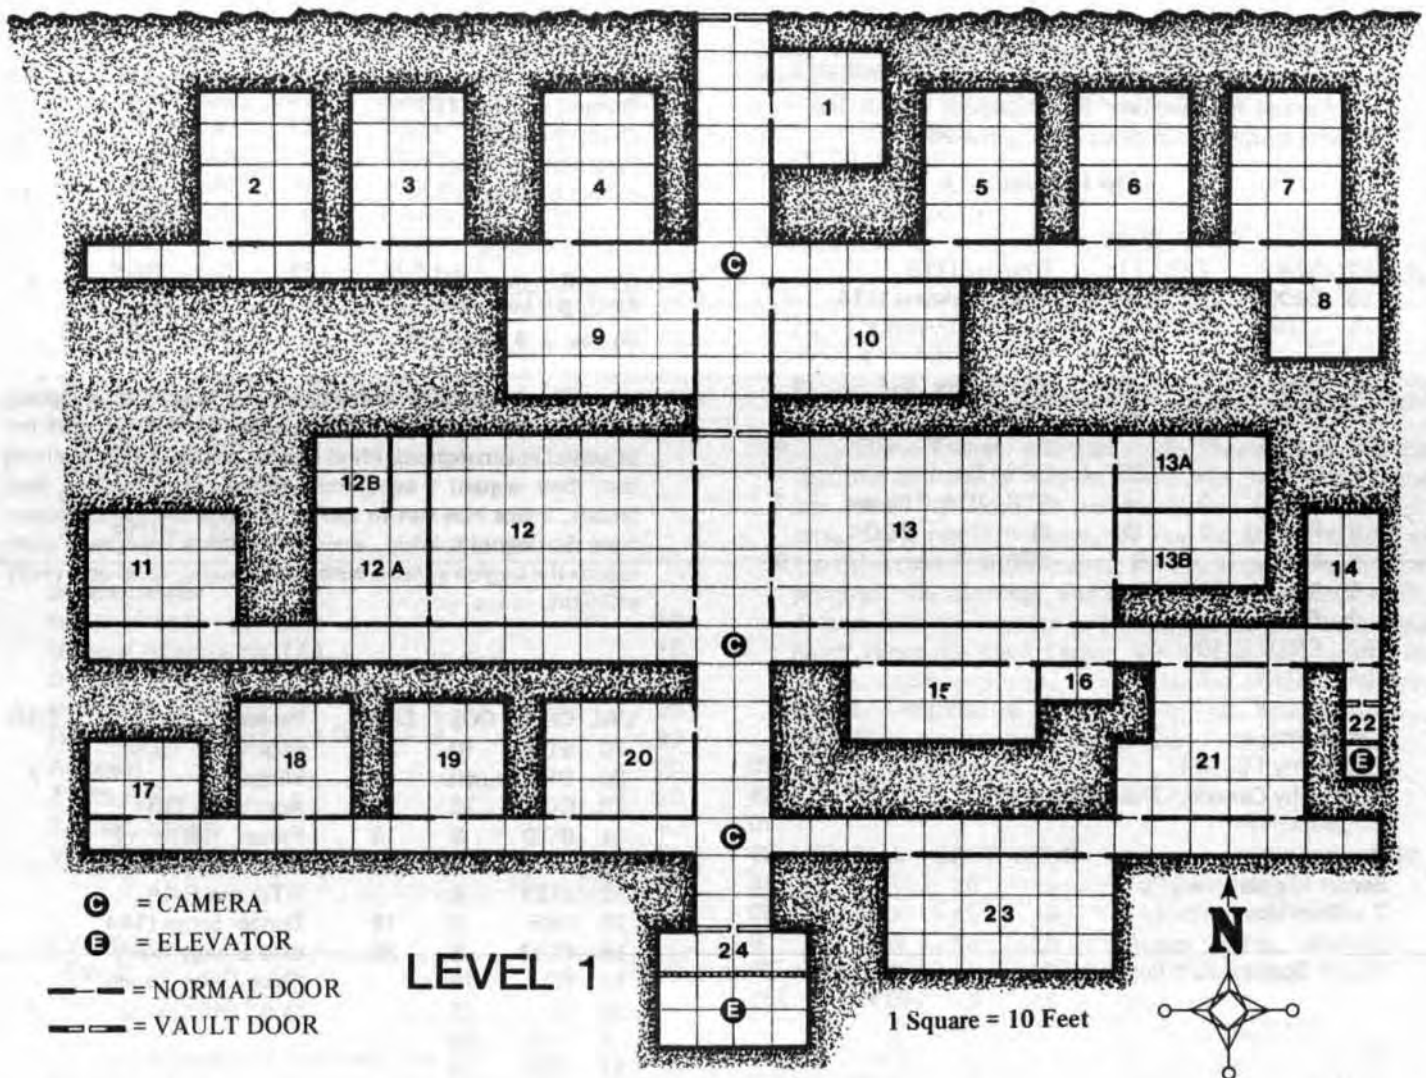 1
2
3
4
5
6
7
C
8
9
10
12B
13A
12
13
11
12 A
13B
14
C
15
16
22
17
18
19
20
21
E
C
C = CAMERA
E = ELEVATOR
= NORMAL DOOR
= VAULT DOOR
LEVEL 1
24
E
23
1 Square = 10 Feet
N